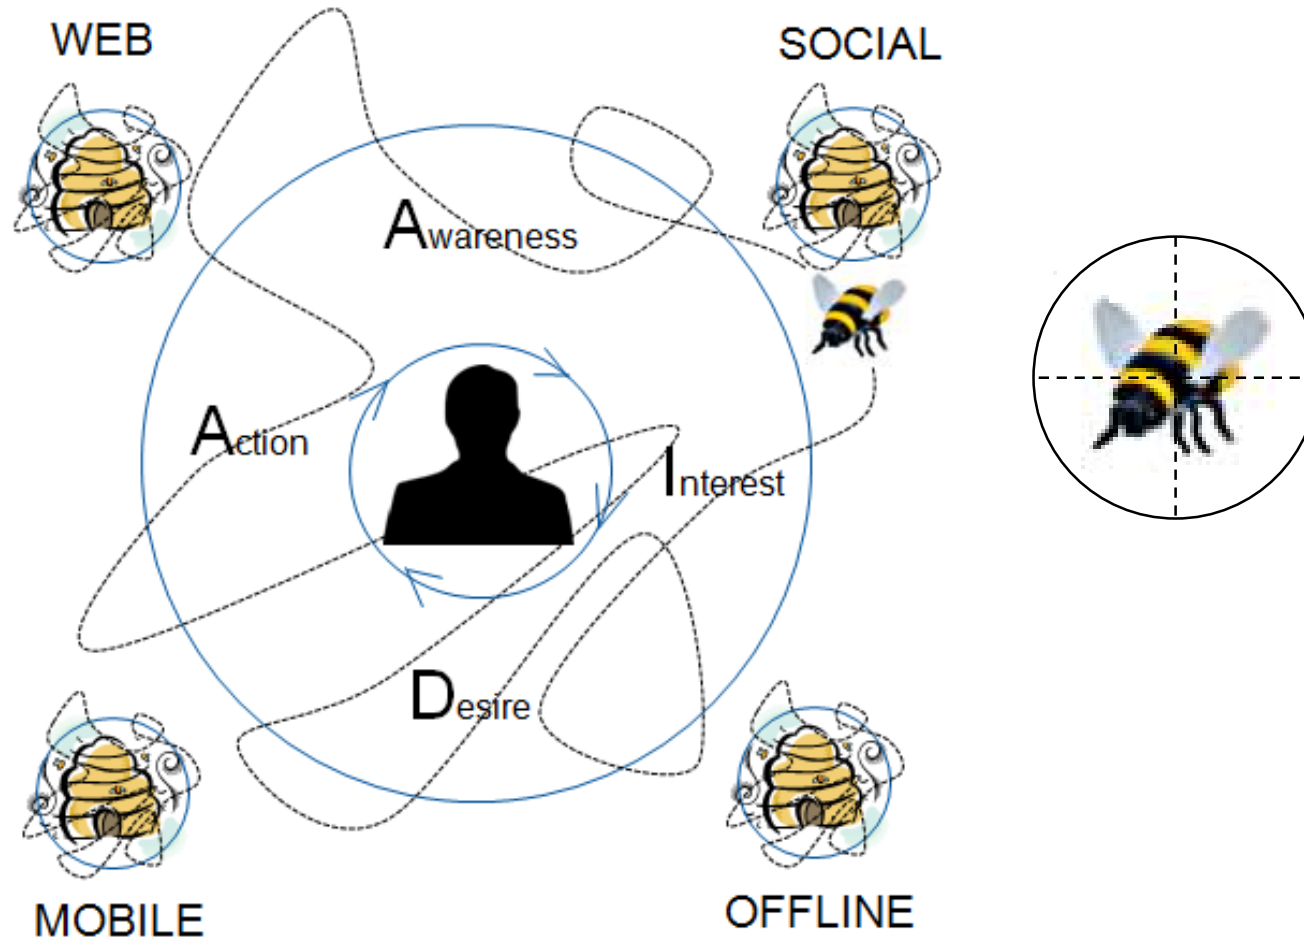 WEB
SOCIAL
Awareness
Action
Interest
Desire
MOBILE
OFFLINE